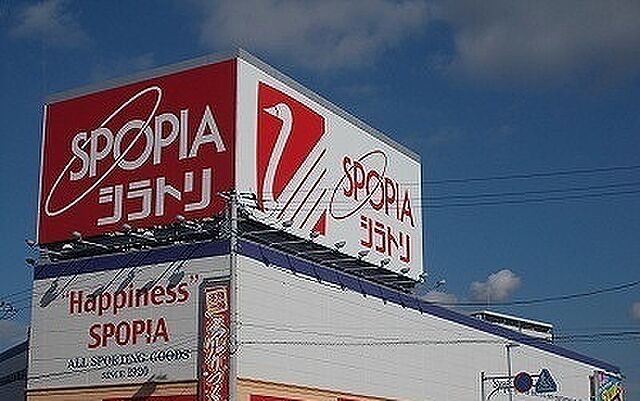 SPOPIA
シラトリ
SPOPIA
シラトリ
"Happiness"
SPOPIA
ALL SPORTING-GOODS